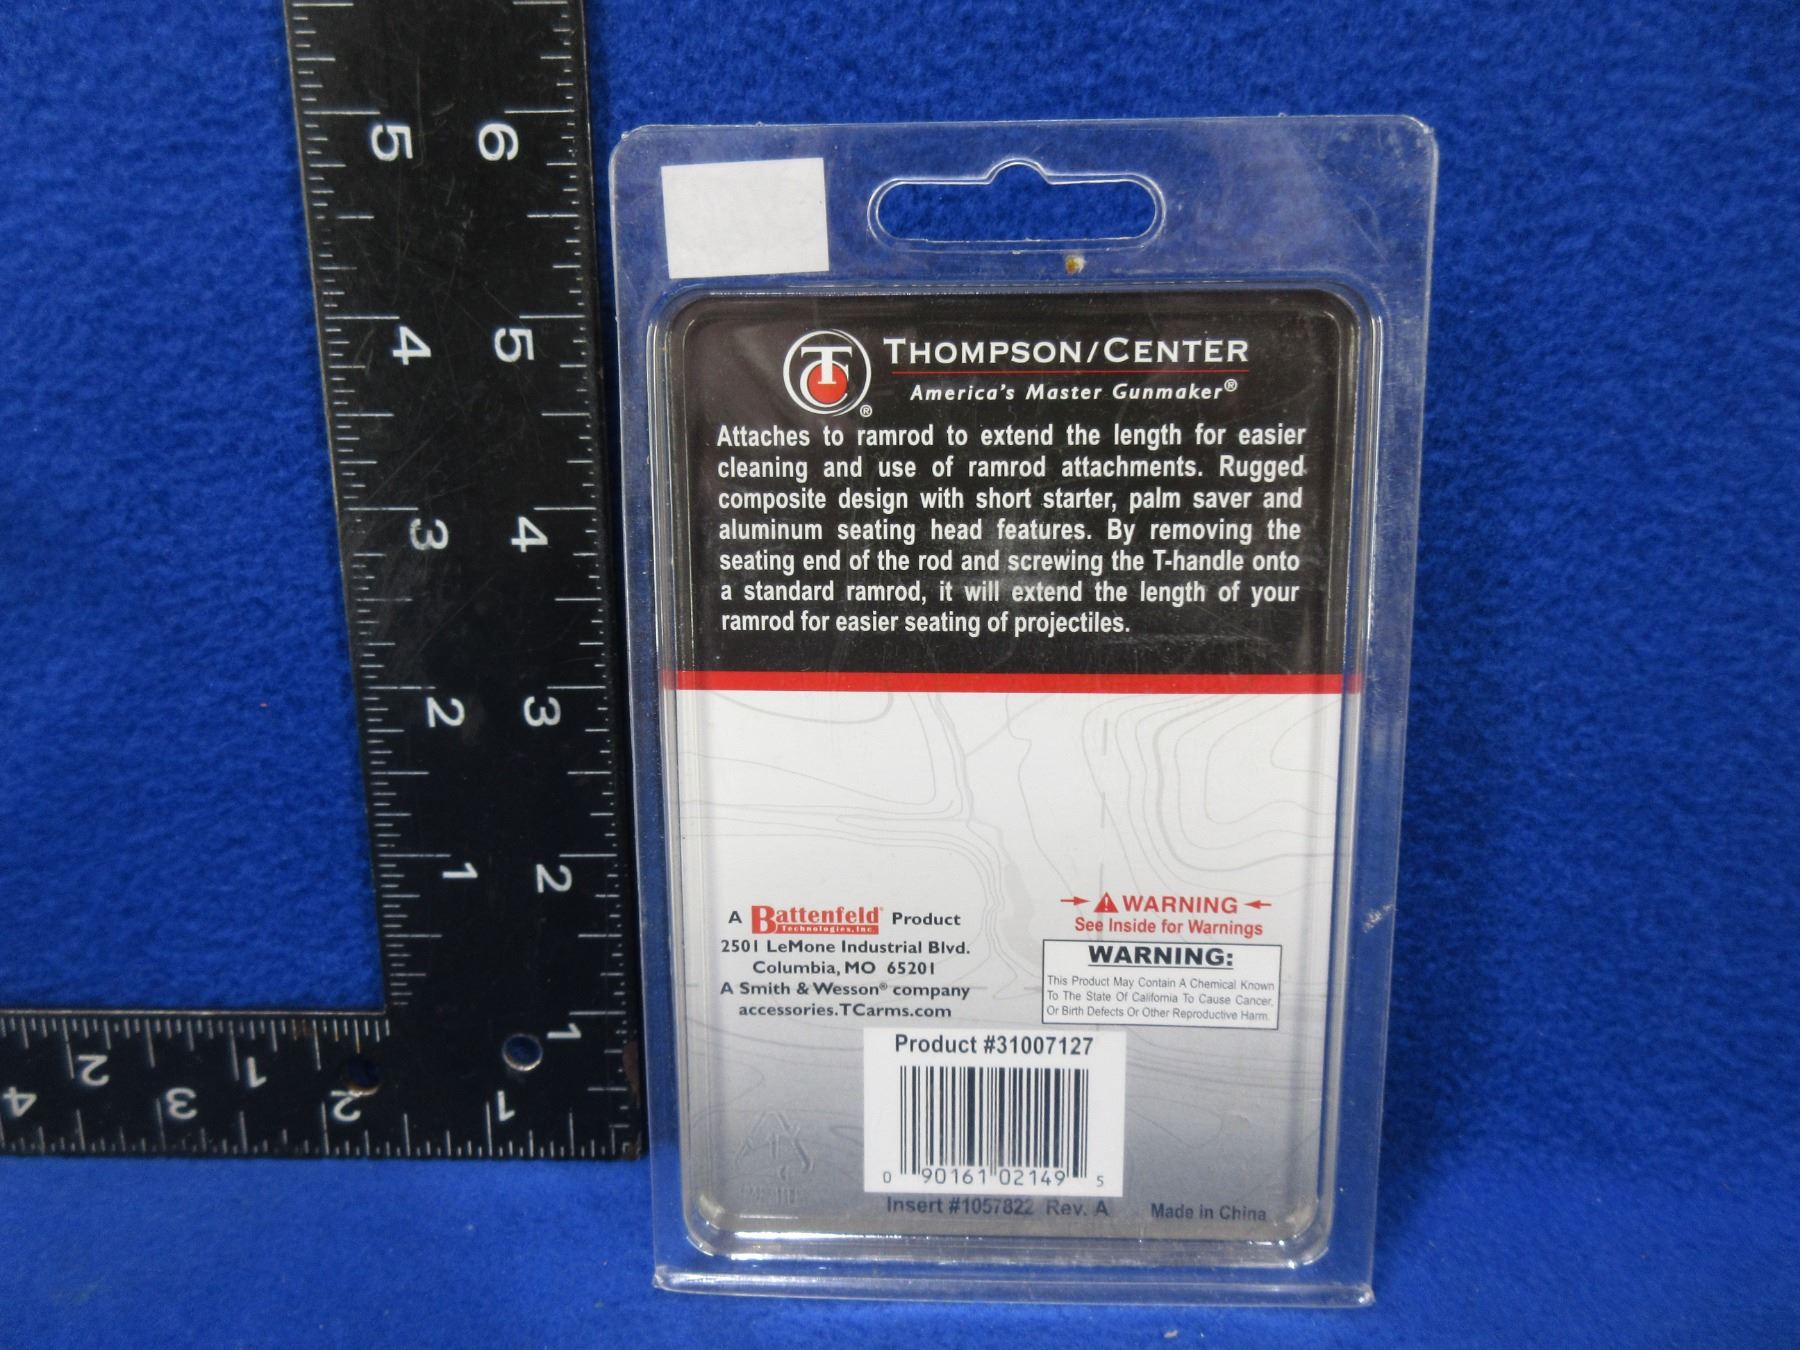 5 6
4 5
3 4
2 3
1 2
1
2 1
4 3 2 1
TC
®
THOMPSON/CENTER
America's Master Gunmaker®
Attaches to ramrod to extend the length for easier
cleaning and use of ramrod attachments. Rugged
composite design with short starter, palm saver and
aluminum seating head features. By removing the
seating end of the rod and screwing the T-handle onto
a standard ramrod, it will extend the length of your
ramrod for easier seating of projectiles.
A Battenfeld® Product
Technologies, Inc.
2501 LeMone Industrial Blvd.
Columbia, MO 65201
A Smith & Wesson® company
accessories.TCarms.com
WARNING
See Inside for Warnings
WARNING:
This Product May Contain A Chemical Known
To The State Of California To Cause Cancer,
Or Birth Defects Or Other Reproductive Harm.
Product #31007127
0 90161 02149 5
Insert #1057822 Rev. A
Made in China